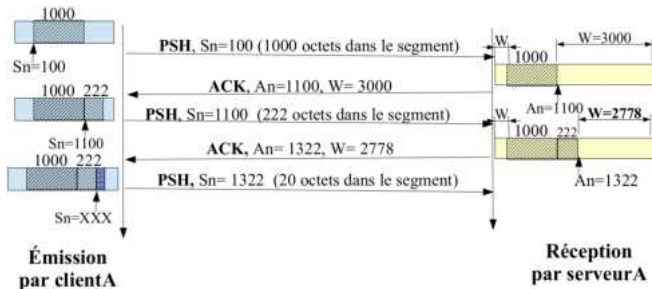 1000
Sn=100
PSH, Sn=100 (1000 octets dans le segment)
W
W=3000
1000
ACK, An=1100, W= 3000
An=1100
1000 222
Sn=1100
PSH, Sn=1100 (222 octets dans le segment)
W
W=2778
1000 222
ACK, An= 1322, W= 2778
An=1322
1000 222
Sn=XXX
PSH, Sn= 1322 (20 octets dans le segment)
Émission
par clientA
Réception
par serveurA